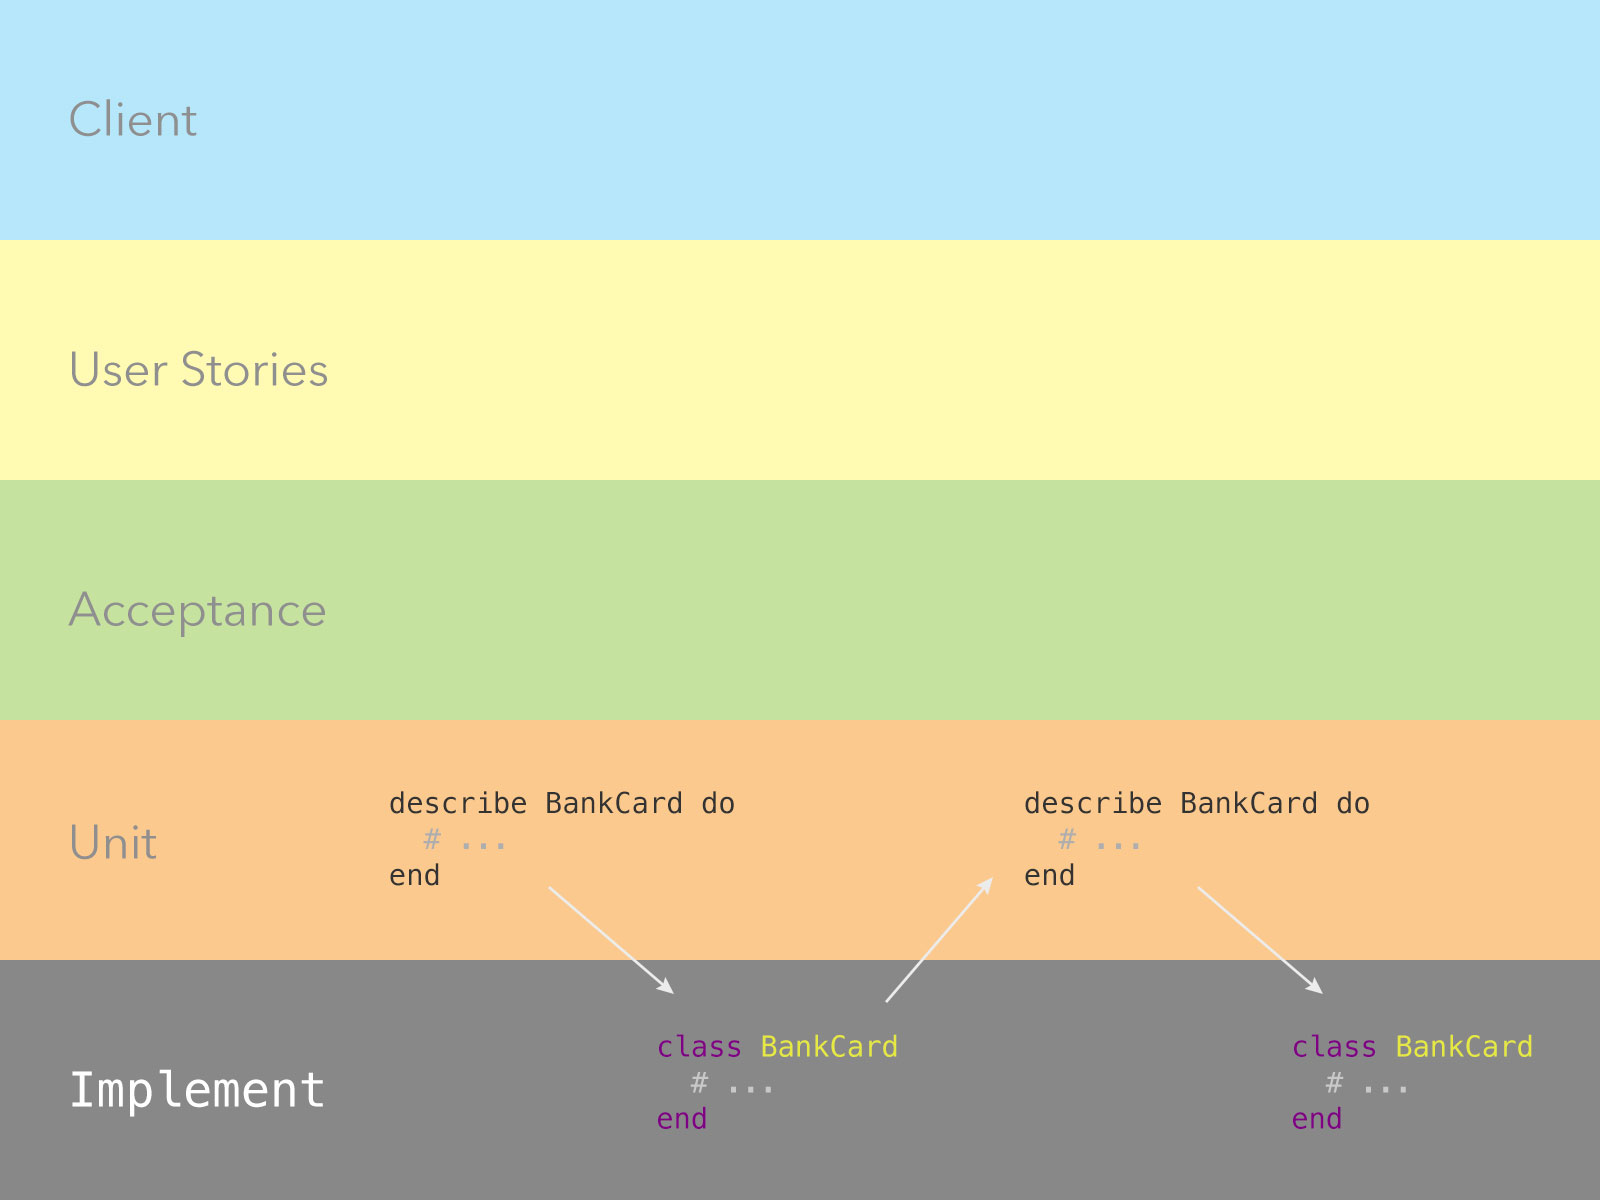 Client
User Stories
Acceptance
Unit
describe BankCard do
  # ...
end
describe BankCard do
  # ...
end
Implement
class BankCard
  # ...
end
class BankCard
  # ...
end